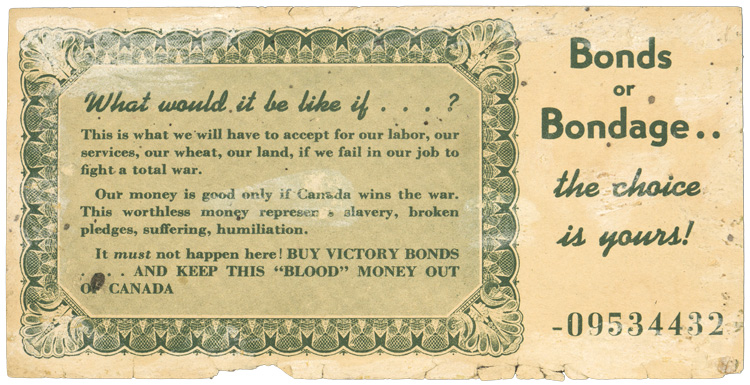 What would it be like if . . . . ?
This is what we will have to accept for our labor, our
services, our wheat, our land, if we fail in our job to
fight a total war.
Our money is good only if Canada wins the war.
This worthless money slavery, broken
pledges, suffering, humiliation.
It must not happen here! BUY VICTORY BONDS
. . . . AND KEEP THIS “BLOOD” MONEY OUT
OF CANADA
Bonds
or
Bondage..
the choice
is yours!
-09534432